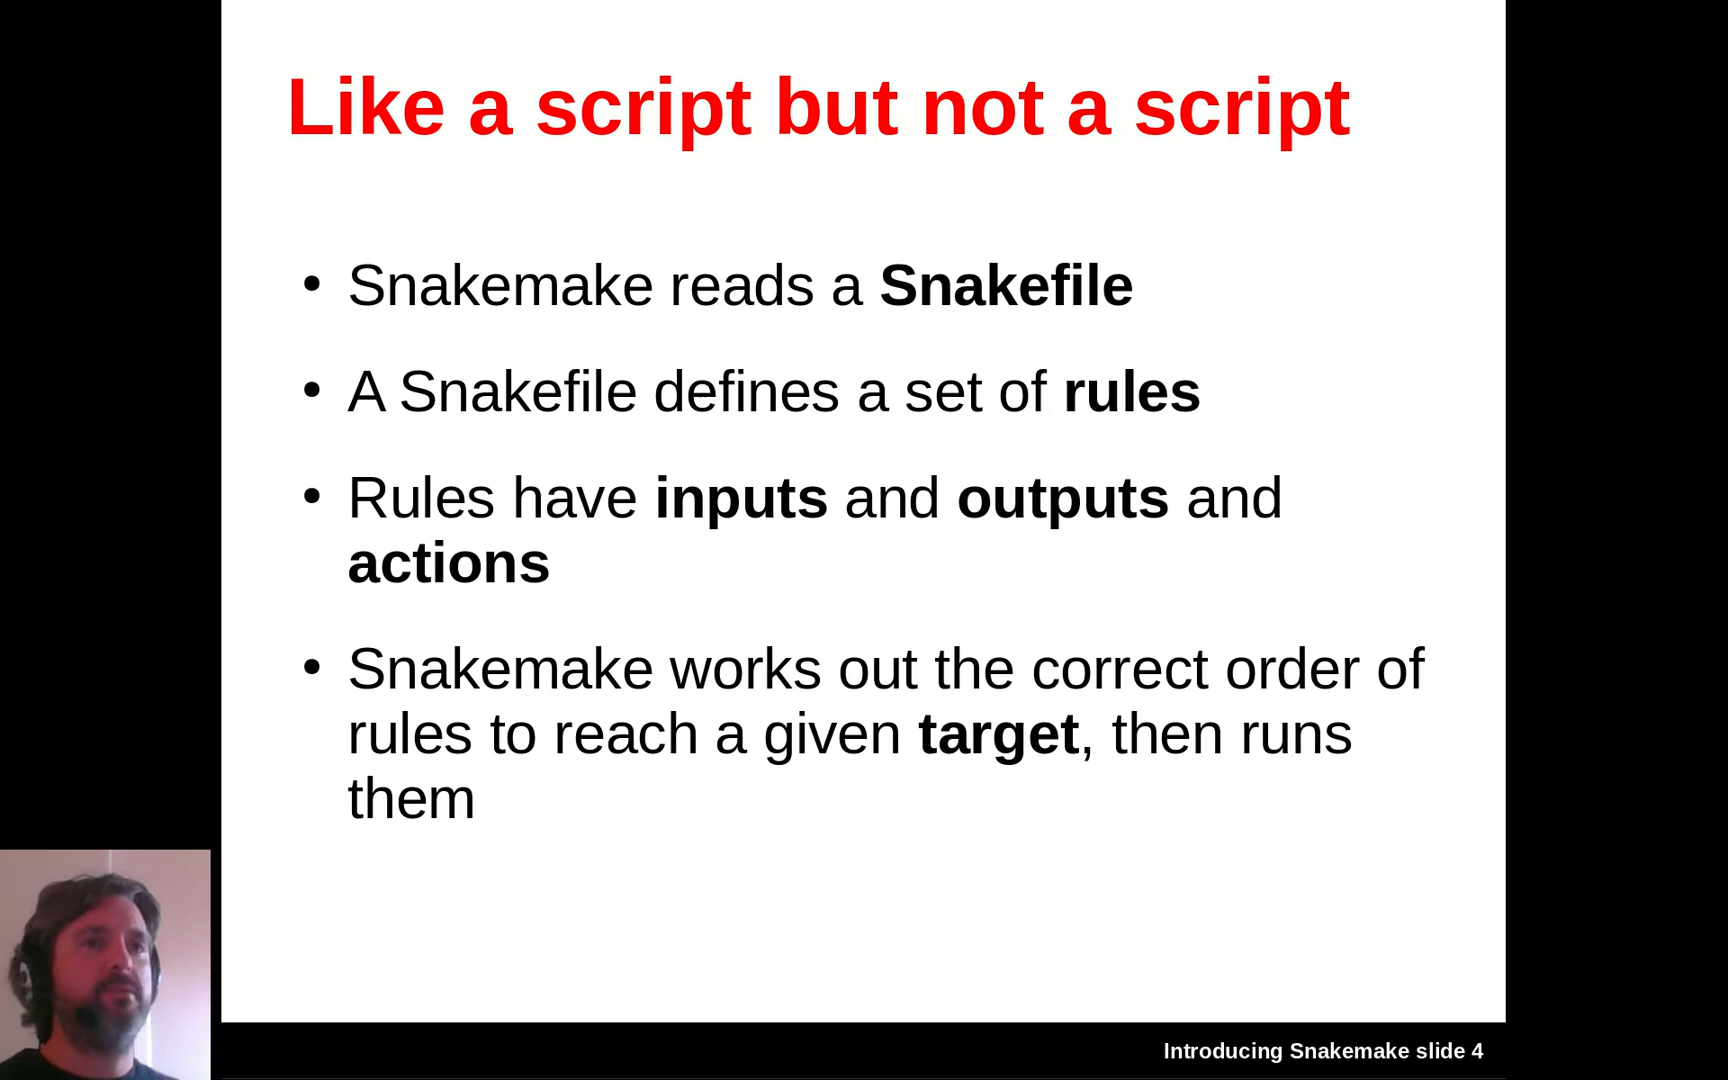 Like a script but not a script
• Snakemake reads a Snakefile
• A Snakefile defines a set of rules
• Rules have inputs and outputs and
actions
• Snakemake works out the correct order of
rules to reach a given target, then runs
them
Introducing Snakemake slide 4